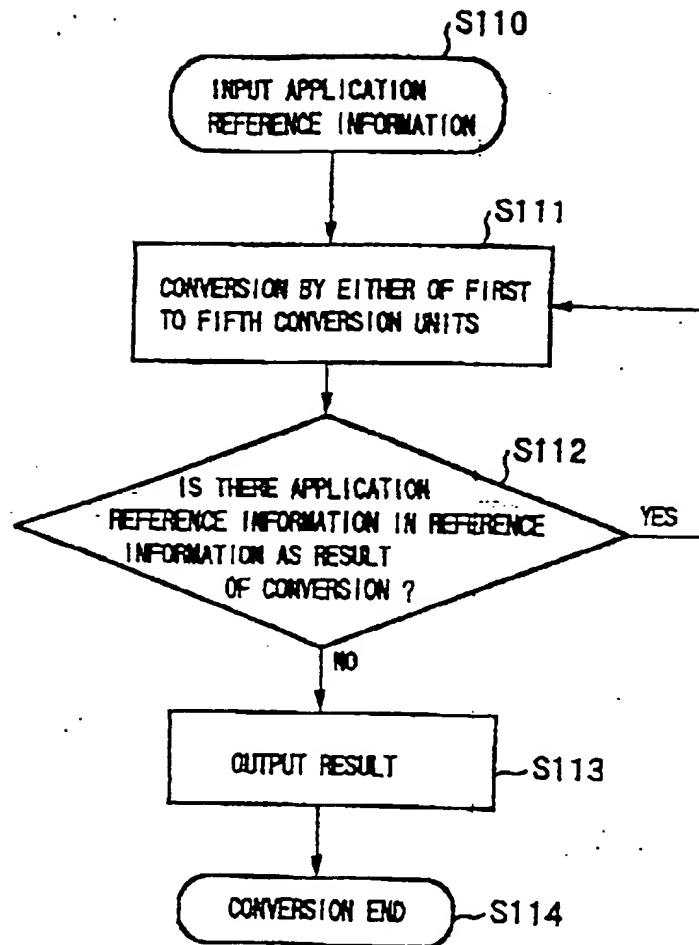 S110
INPUT APPLICATION
REFERENCE INFORMATION
S111
CONVERSION BY EITHER OF FIRST
TO FIFTH CONVERSION UNITS
S112
IS THERE APPLICATION
REFERENCE INFORMATION IN REFERENCE
INFORMATION AS RESULT
OF CONVERSION ?
YES
NO
OUTPUT RESULT
S113
CONVERSION END
S114